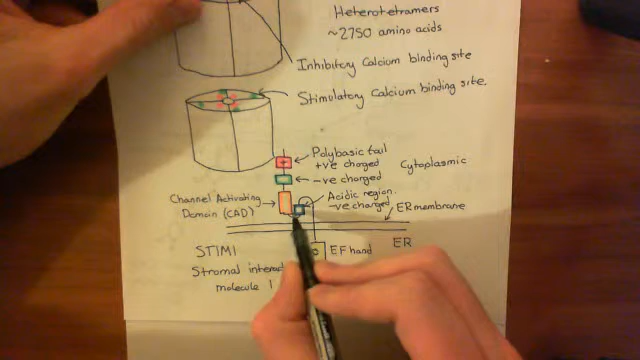 Heterotetramers
~2750 amino acids
Inhibitory Calcium binding site
Stimulatory Calcium binding site.
Polybasic tail
+ve charged
Cytoplasmic
-ve charged
Acidic region.
-ve charged
Channel Activating
Domain (CAD)
ER membrane
STIM1
EF hand
ER
Stromal
molecule 1